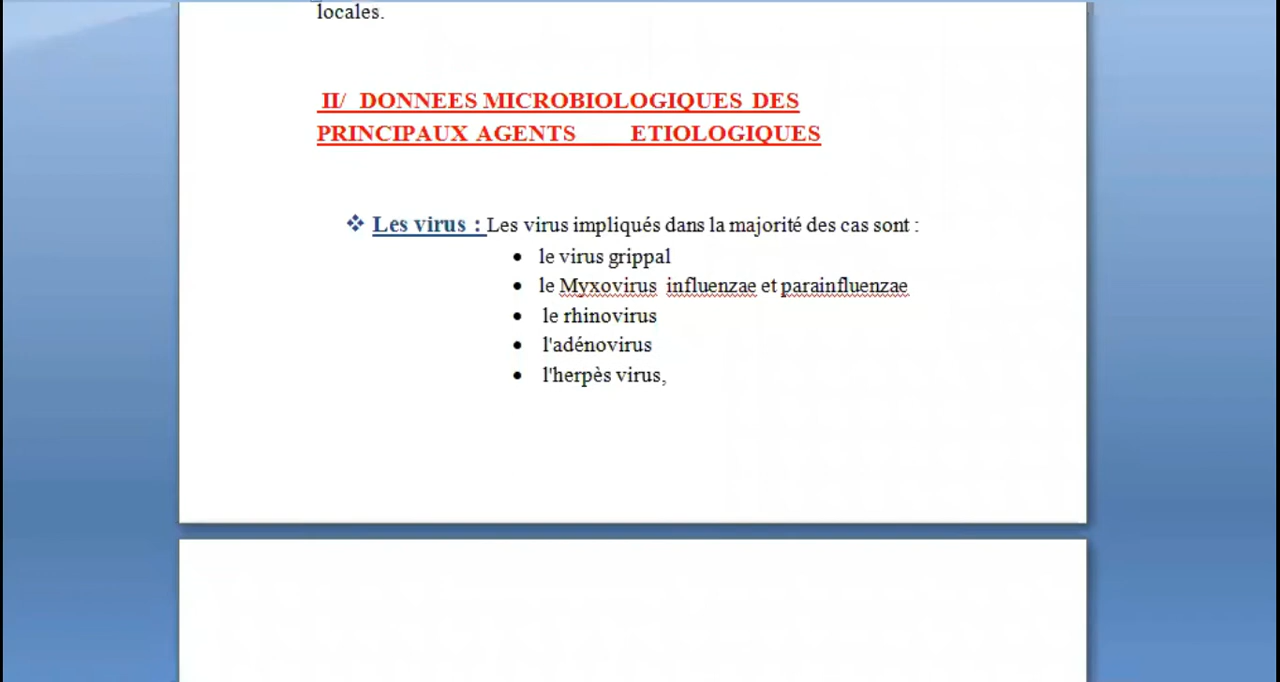 locales.
II/ DONNEES MICROBIOLOGIQUES DES
PRINCIPAUX AGENTS ETIOLOGIQUES
❖ Les virus : Les virus impliqués dans la majorité des cas sont :
• le virus grippal
• le Myxovirus influenzae et parainfluenzae
• le rhinovirus
• l'adénovirus
• l'herpès virus,